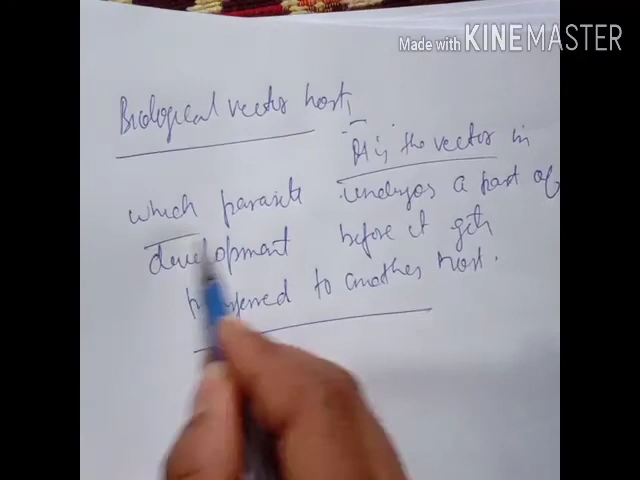 Made with KINEMASTER
Biological vector host,
It is the vector in
which parasite undergoes a part of
development before it gets
to another host.